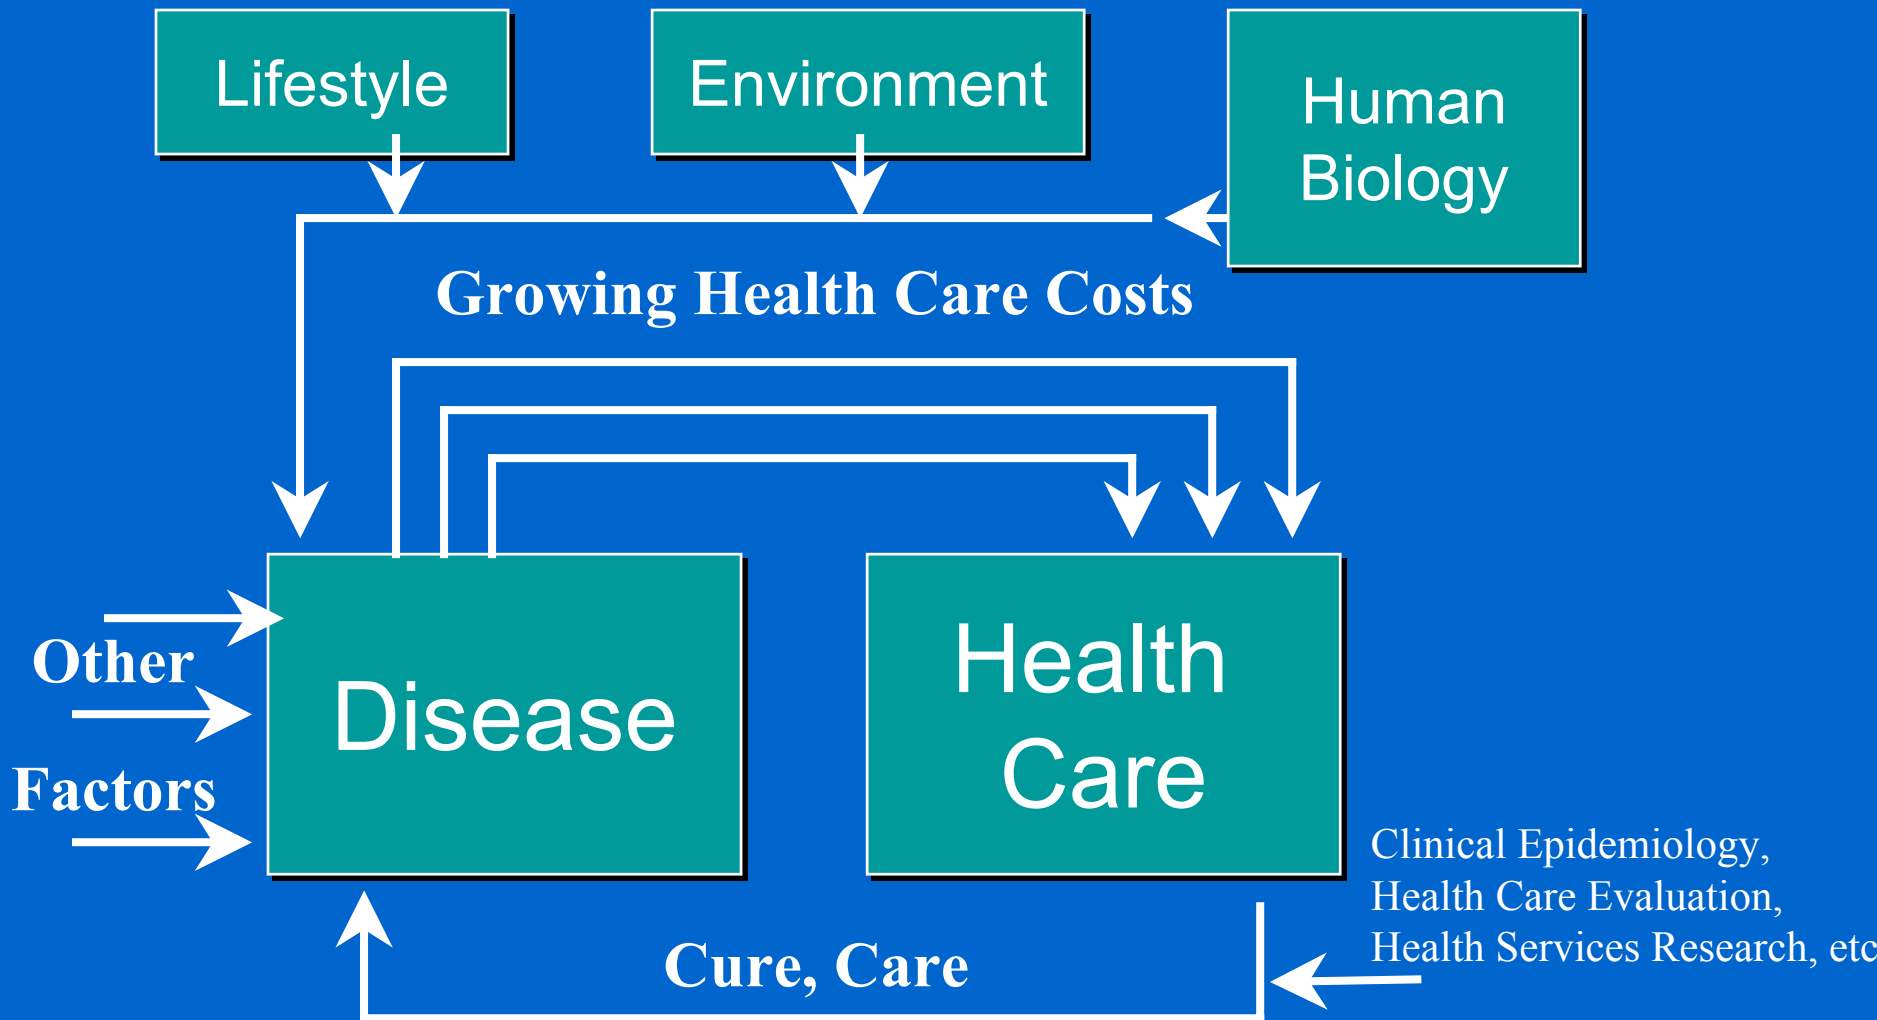 Lifestyle
Environment
Human
Biology
Growing Health Care Costs
Other
Factors
Disease
Health
Care
Clinical Epidemiology,
Health Care Evaluation,
Health Services Research, etc
Cure, Care